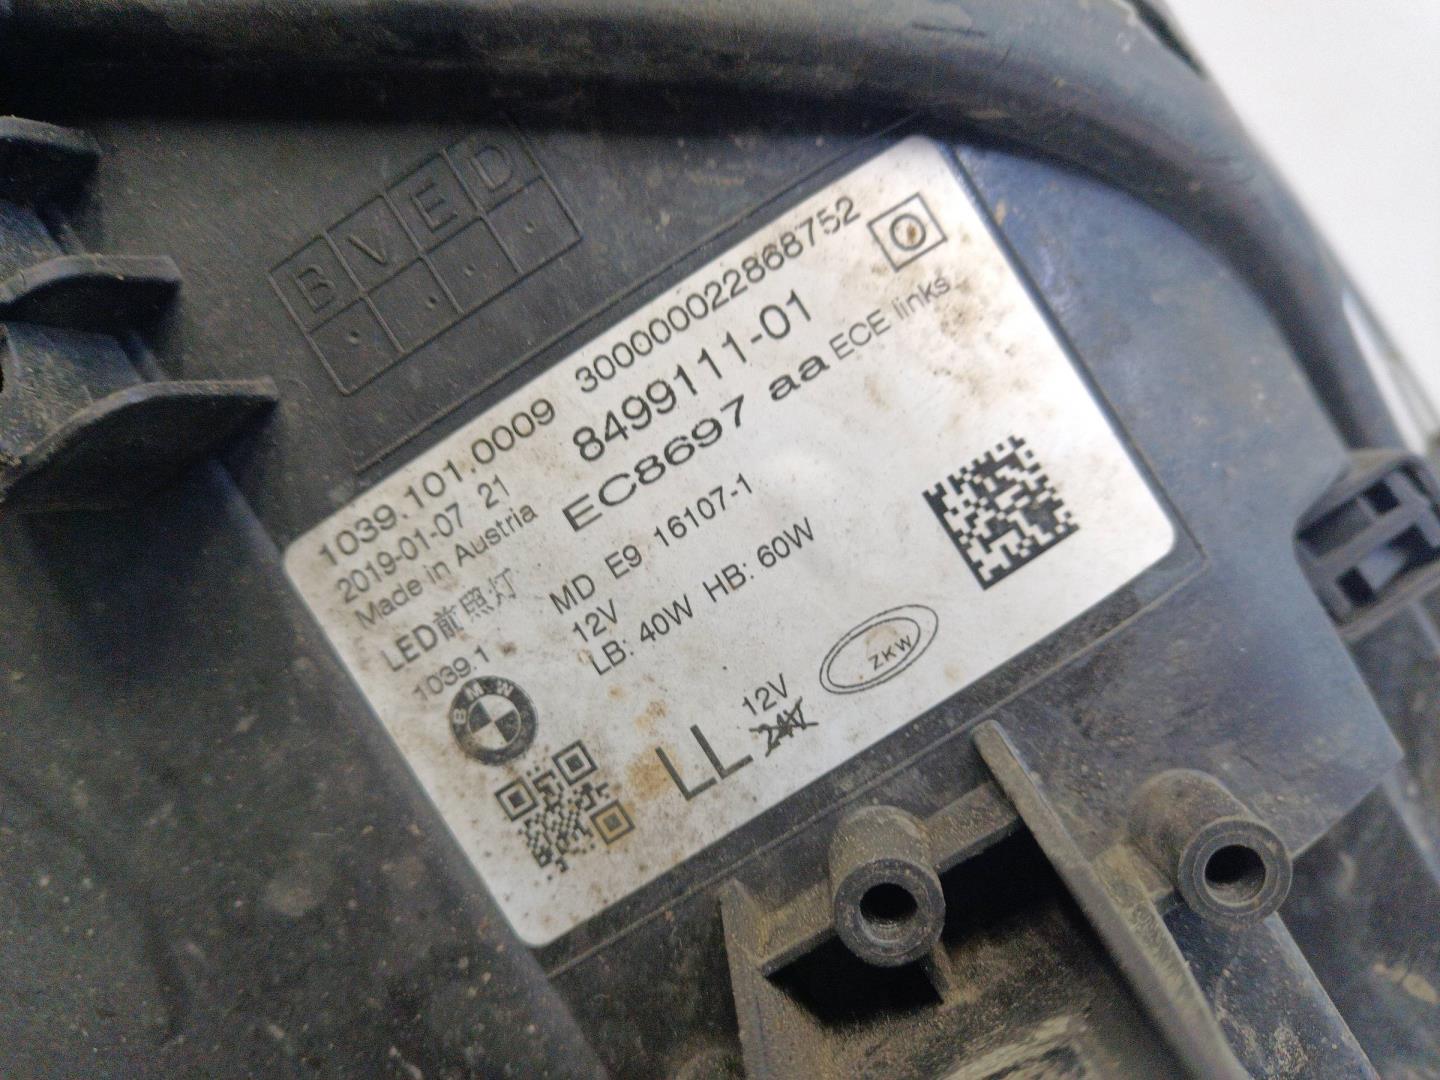 BVED
1039.101.0009 300000022868752 O
2019-01-07 21 8499111-01
Made in Austria EC8697 aa ECE links
LED前照灯 MD E9 16107-1
1039.1 12V
LB: 40W HB: 60W
BMW
LL 12V
24V
ZKW